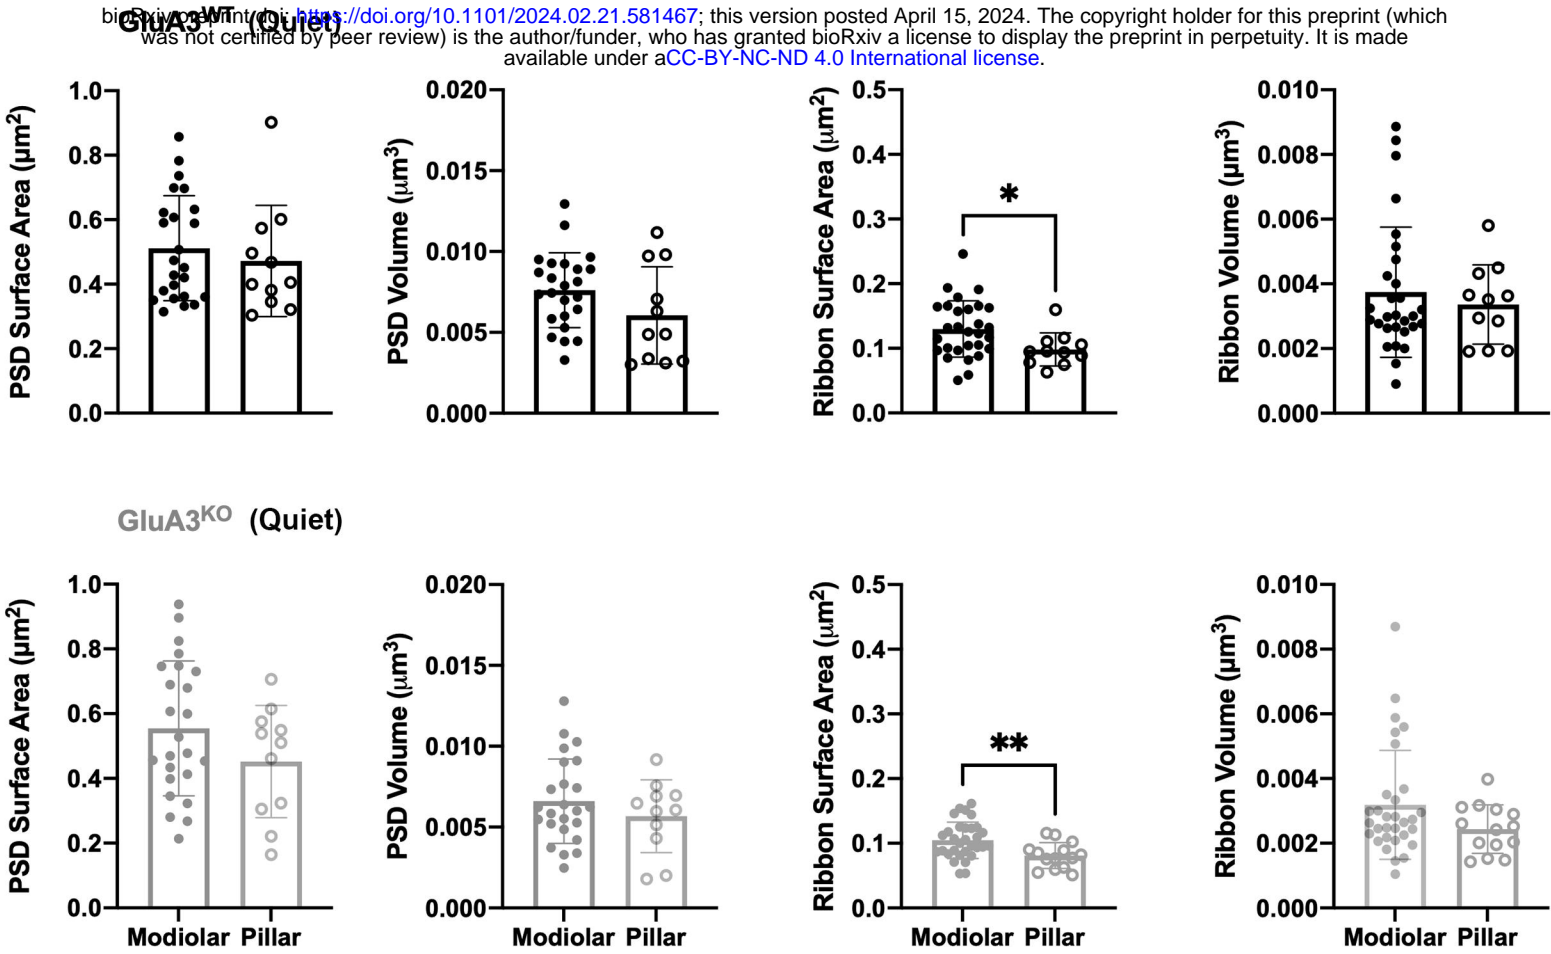 bioRxiv preprint doi: https://doi.org/10.1101/2024.02.21.581467; this version posted April 15, 2024. The copyright holder for this preprint (which
was not certified by peer review) is the author/funder, who has granted bioRxiv a license to display the preprint in perpetuity. It is made
available under aCC-BY-NC-ND 4.0 International license.
GluA3WT (Quiet)
PSD Surface Area (µm²)
1.0
0.8
0.6
0.4
0.2
0.0
PSD Volume (µm³)
0.020
0.015
0.010
0.005
0.000
Ribbon Surface Area (µm²)
0.5
0.4
0.3
0.2
0.1
0.0
*
Ribbon Volume (µm³)
0.010
0.008
0.006
0.004
0.002
0.000
GluA3KO (Quiet)
PSD Surface Area (µm²)
1.0
0.8
0.6
0.4
0.2
0.0
Modiolar Pillar
PSD Volume (µm³)
0.020
0.015
0.010
0.005
0.000
Modiolar Pillar
Ribbon Surface Area (µm²)
0.5
0.4
0.3
0.2
0.1
0.0
**
Modiolar Pillar
Ribbon Volume (µm³)
0.010
0.008
0.006
0.004
0.002
0.000
Modiolar Pillar